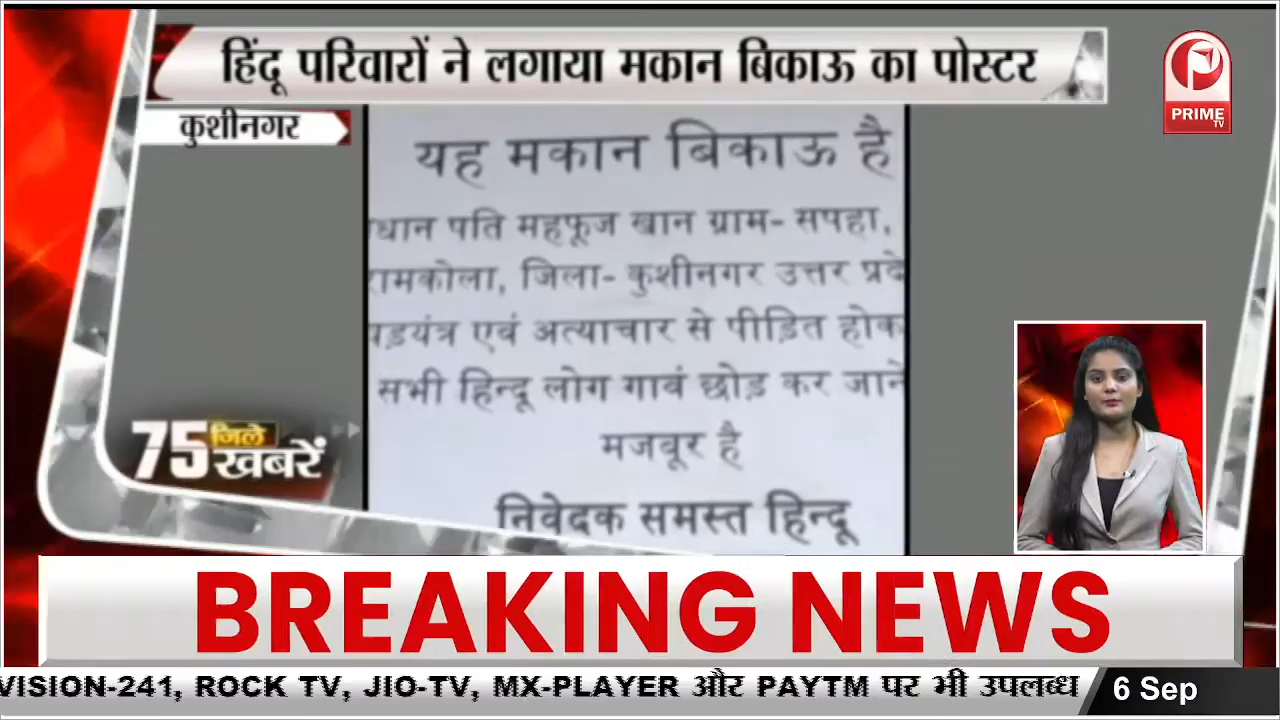 हिंदू परिवारों ने लगाया मकान बिकाऊ का पोस्टर
PRIME
TV
कुशीनगर
यह मकान बिकाऊ है
धान पति महफूज खान ग्राम- सपहा,
रामकोला, जिला- कुशीनगर उत्तर प्रदे
षड़यंत्र एवं अत्याचार से पीड़ित होक
सभी हिन्दू लोग गावं छोड़ कर जाने
मजबूर है
निवेदक समस्त हिन्दू
75 जिले
खबरें
BREAKING NEWS
VISION-241, ROCK TV, JIO-TV, MX-PLAYER और PAYTM पर भी उपलब्ध
6 Sep